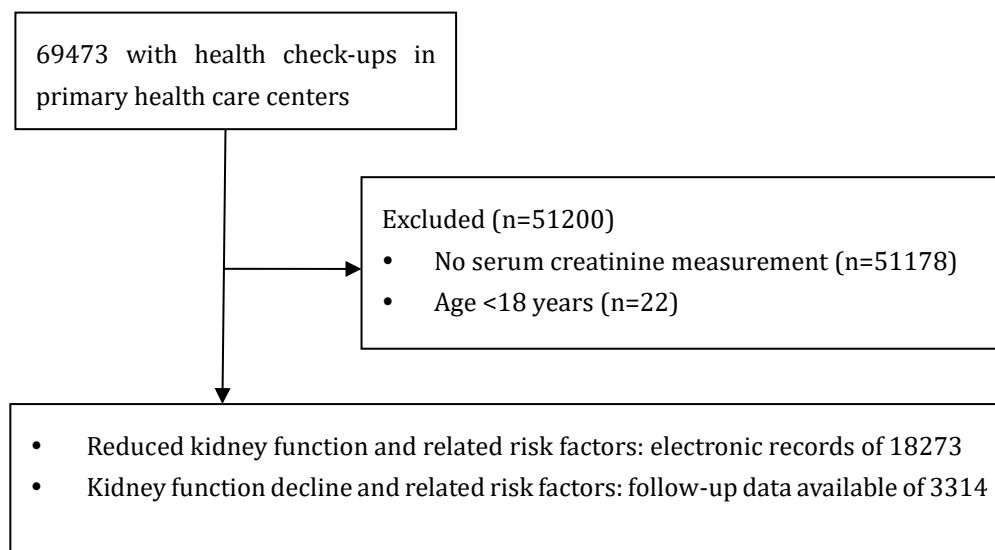 69473 with health check-ups in
primary health care centers
Excluded (n=51200)
• No serum creatinine measurement (n=51178)
• Age <18 years (n=22)
• Reduced kidney function and related risk factors: electronic records of 18273
• Kidney function decline and related risk factors: follow-up data available of 3314